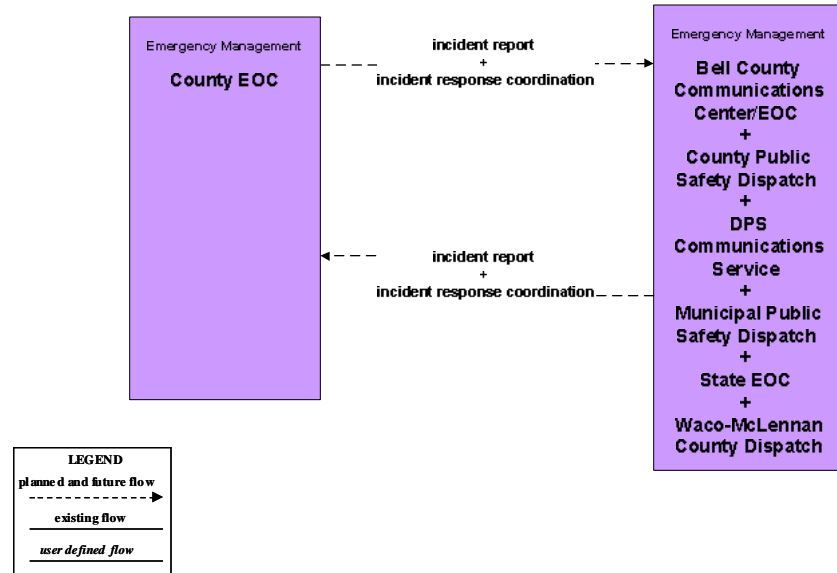 Emergency Management
County EOC
incident report
+
incident response coordination
incident report
+
incident response coordination
Emergency Management
Bell County
Communications
Center/EOC
+
County Public
Safety Dispatch
+
DPS
Communications
Service
+
Municipal Public
Safety Dispatch
+
State EOC
+
Waco-McLennan
County Dispatch
LEGEND
planned and future flow
existing flow
user defined flow